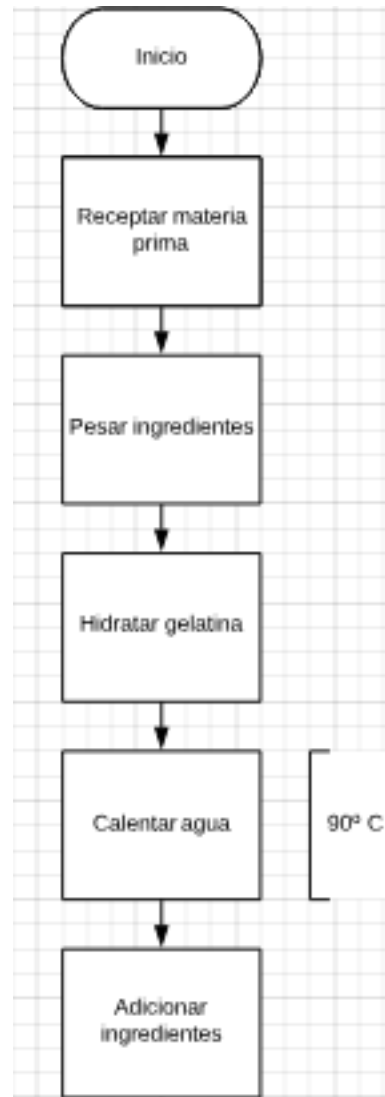 Inicio
Receptar materia
prima
Pesar ingredientes
Hidratar gelatina
Calentar agua
90º C
Adicionar
ingredientes